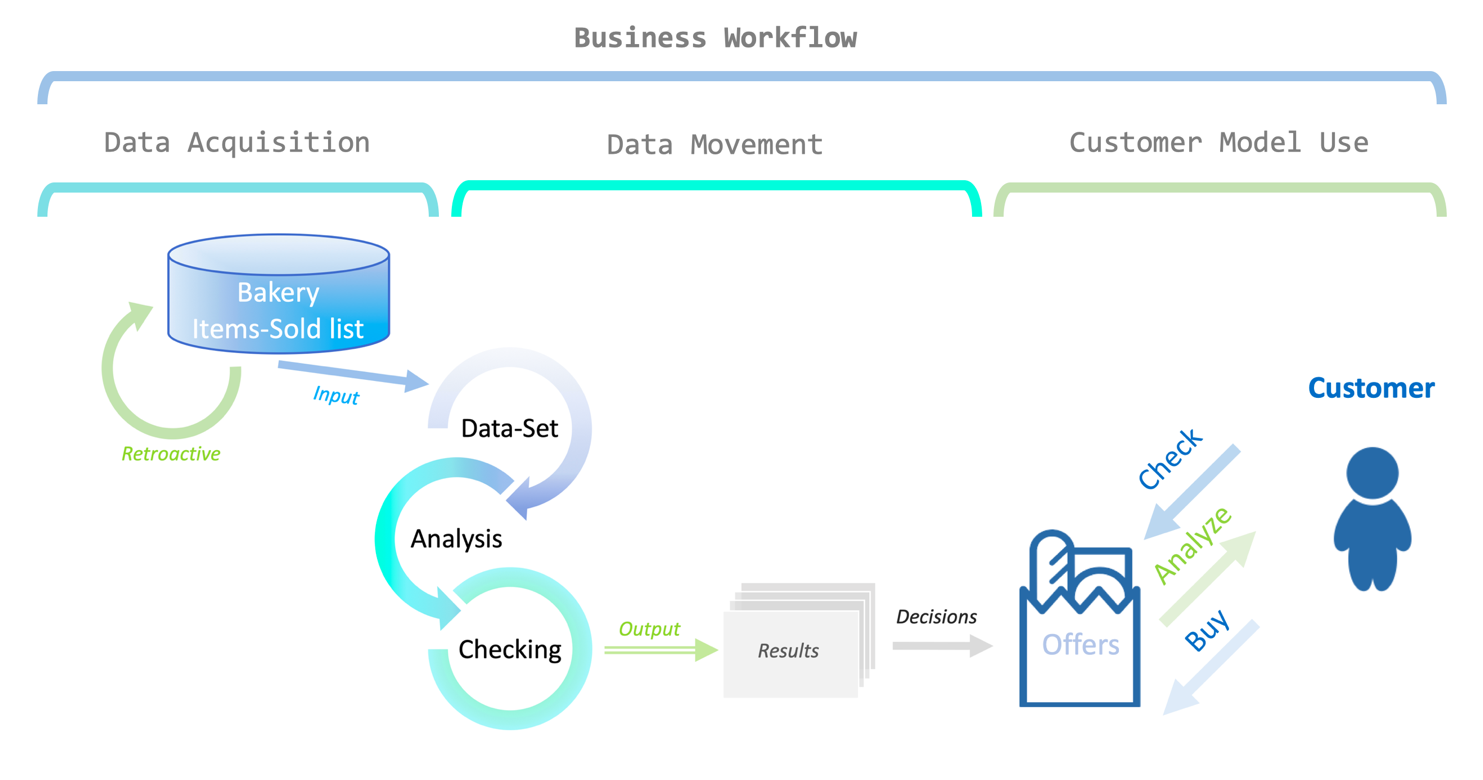 Business Workflow
Data Acquisition
Data Movement
Customer Model Use
Bakery
Items-Sold list
Input
Retroactive
Data-Set
Analysis
Checking
Output
Results
Decisions
Offers
Customer
Check
Analyze
Buy